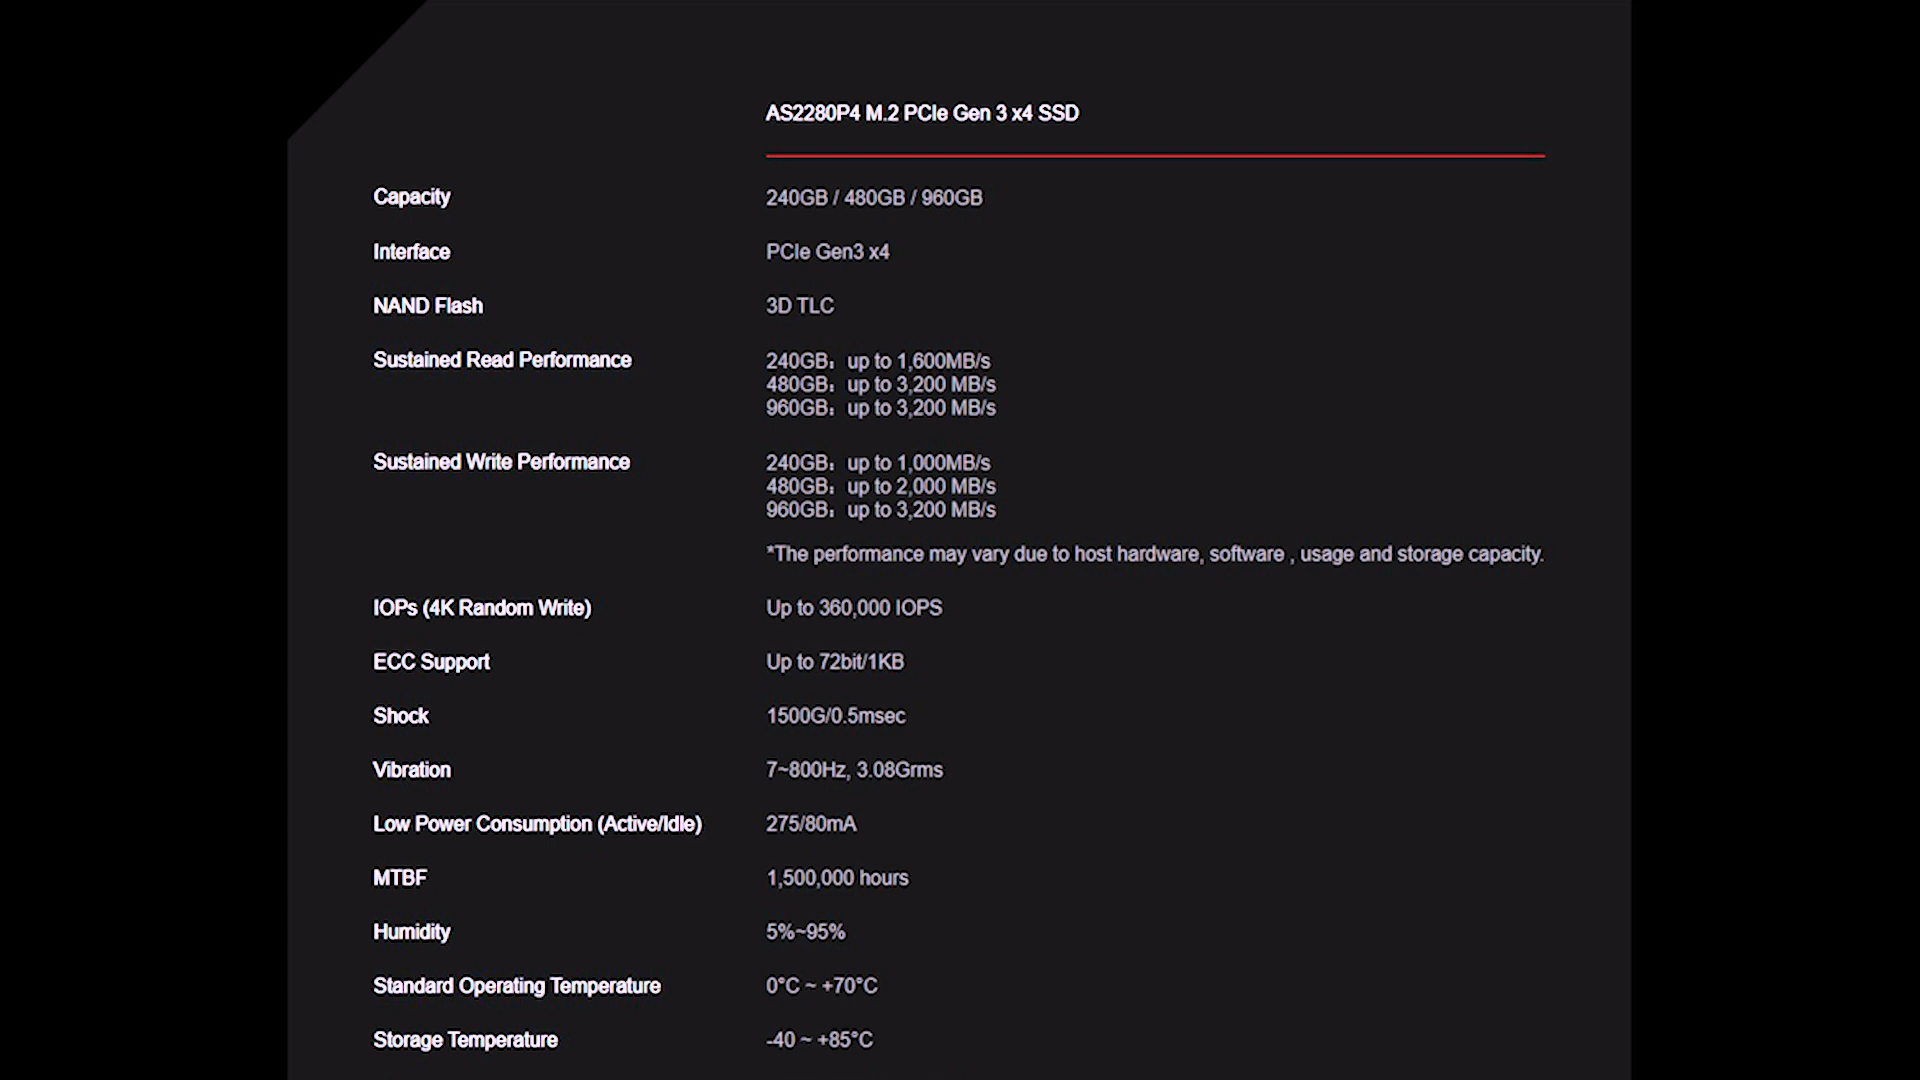 AS2280P4 M.2 PCIe Gen 3 x4 SSD
Capacity 240GB / 480GB / 960GB
Interface PCIe Gen3 x4
NAND Flash 3D TLC
Sustained Read Performance 240GB：up to 1,600MB/s
480GB：up to 3,200 MB/s
960GB：up to 3,200 MB/s
Sustained Write Performance 240GB：up to 1,000MB/s
480GB：up to 2,000 MB/s
960GB：up to 3,200 MB/s
*The performance may vary due to host hardware, software , usage and storage capacity.
IOPs (4K Random Write) Up to 360,000 IOPS
ECC Support Up to 72bit/1KB
Shock 1500G/0.5msec
Vibration 7~800Hz, 3.08Grms
Low Power Consumption (Active/Idle) 275/80mA
MTBF 1,500,000 hours
Humidity 5%~95%
Standard Operating Temperature 0°C ~ +70°C
Storage Temperature -40 ~ +85°C